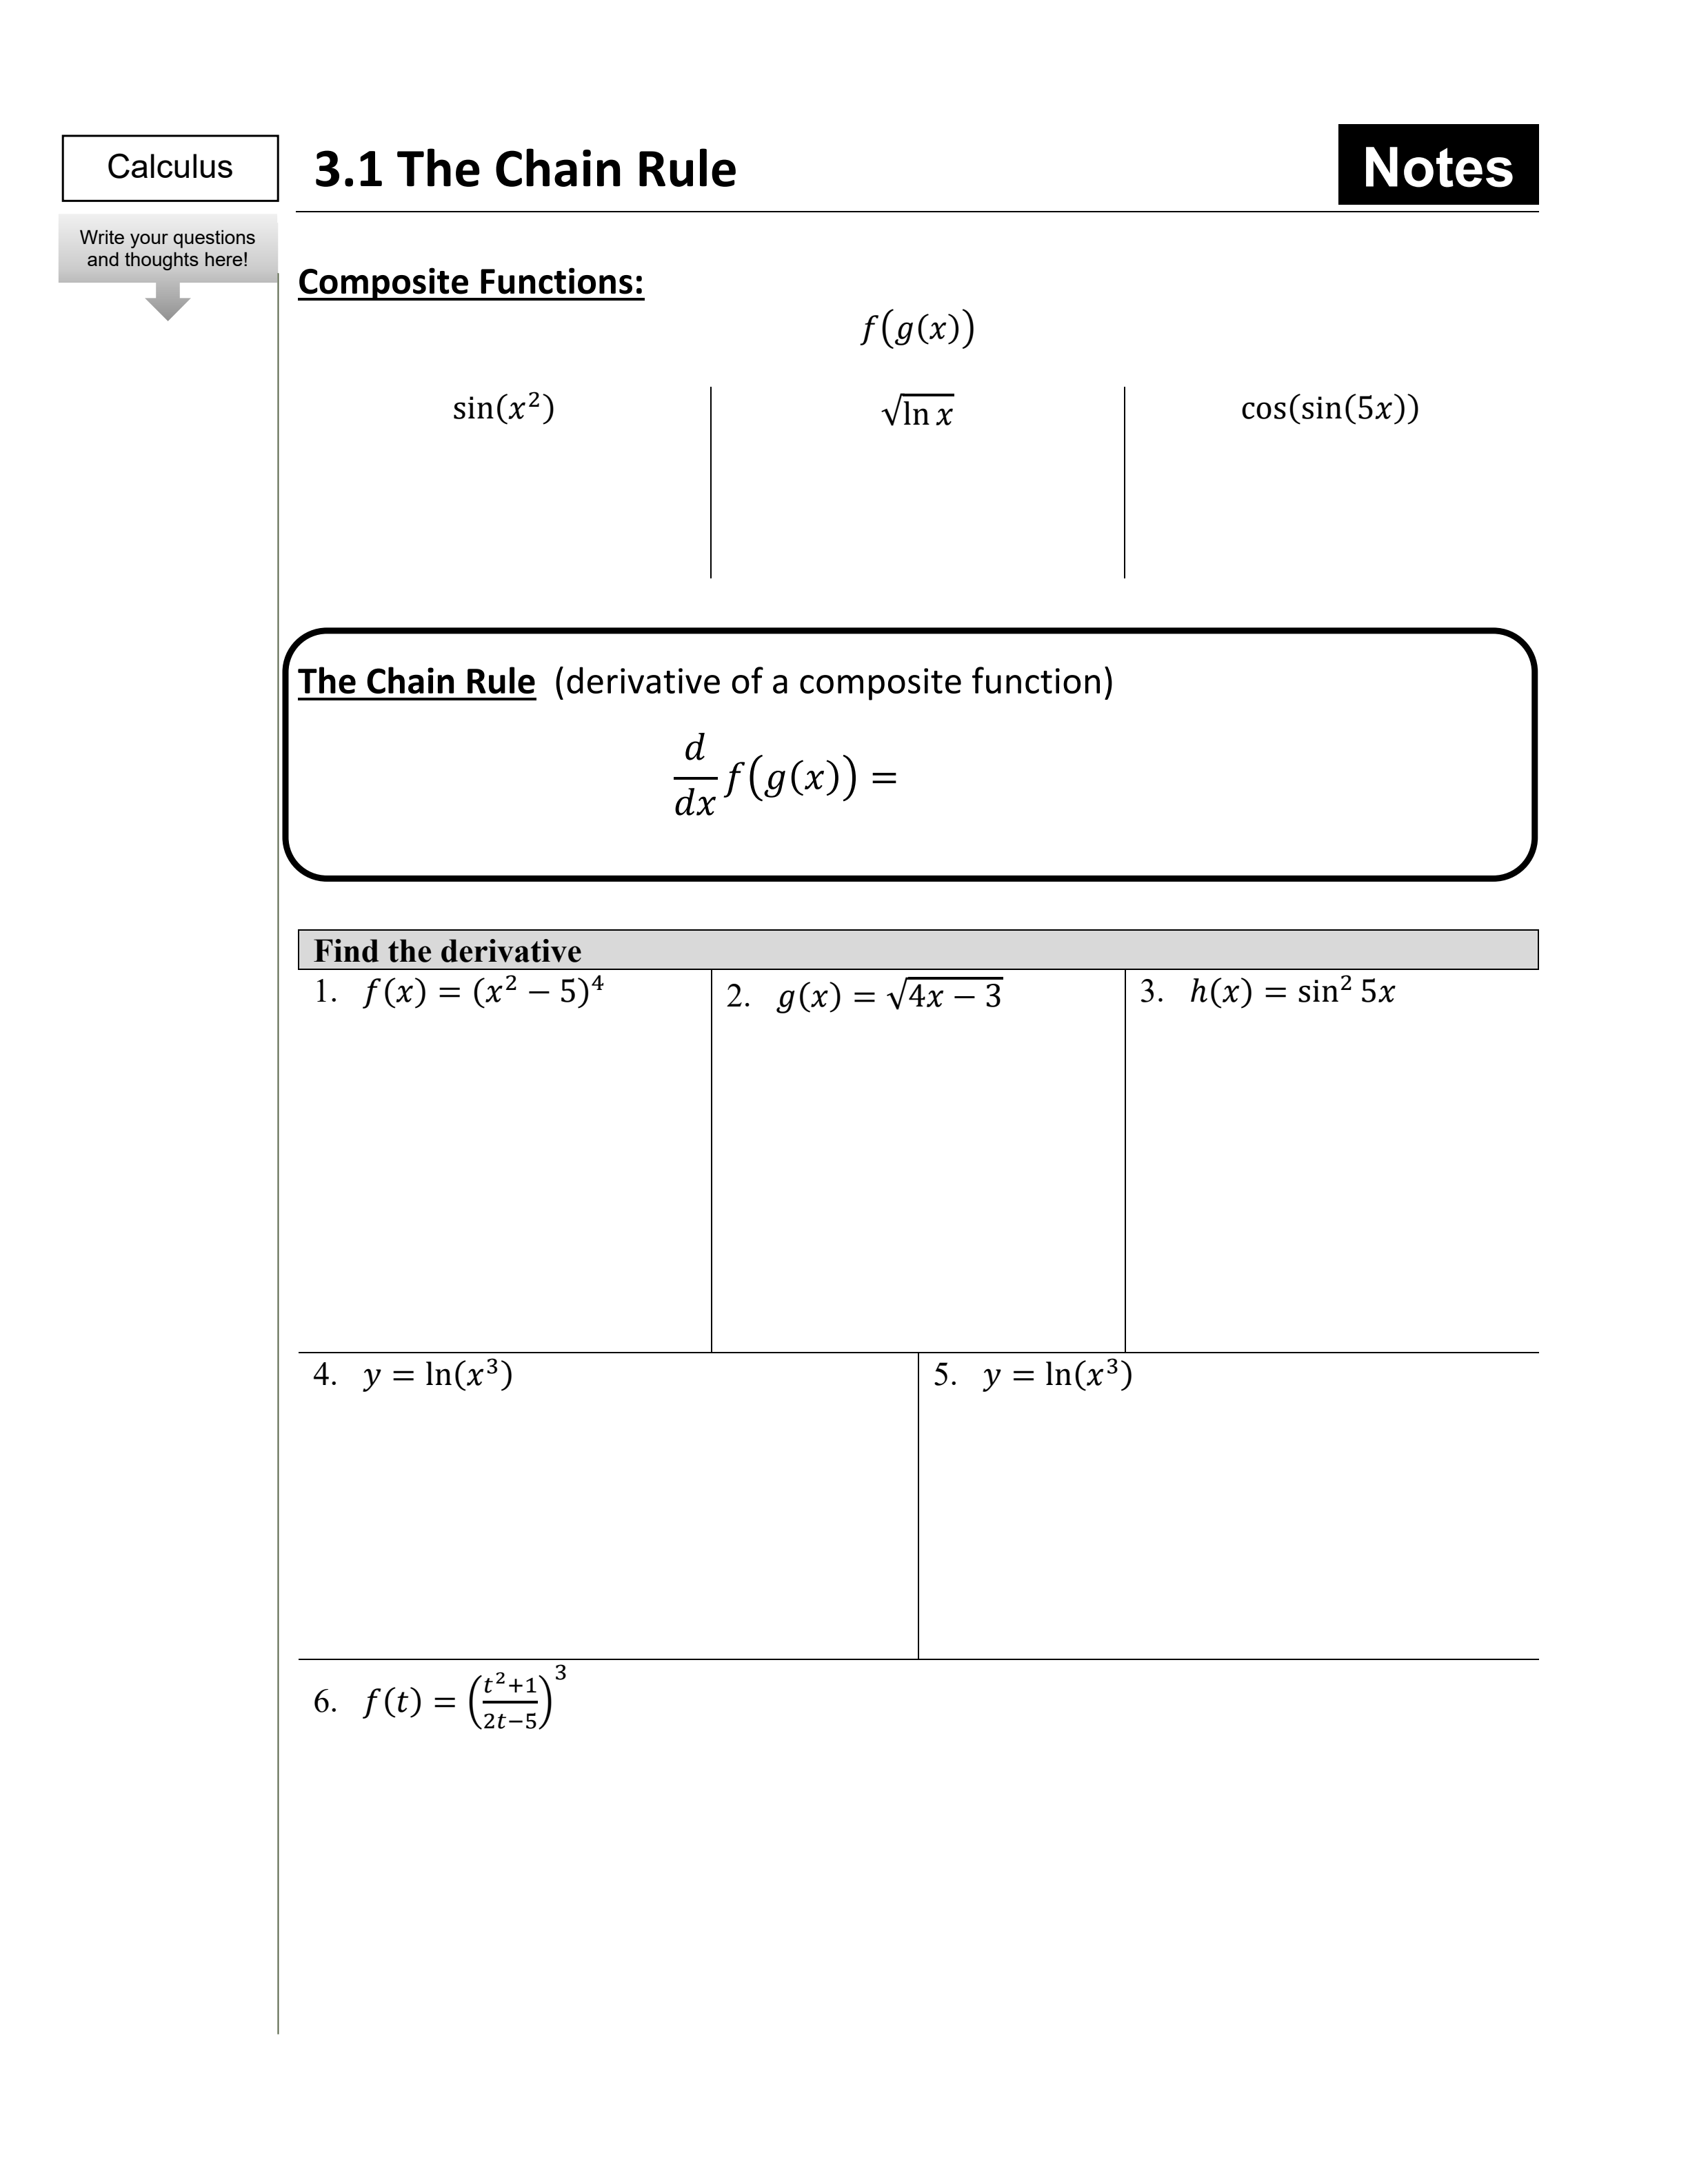 Calculus
3.1 The Chain Rule
Notes
Write your questions
and thoughts here!
Composite Functions:
f(g(x))
sin(x²)
√(ln x)
cos(sin(5x))
The Chain Rule (derivative of a composite function)
d/dx f(g(x)) =
Find the derivative
1. f(x) = (x² − 5)⁴
2. g(x) = √(4x − 3)
3. h(x) = sin² 5x
4. y = ln(x³)
5. y = ln(x³)
6. f(t) = ((t²+1)/(2t−5))³